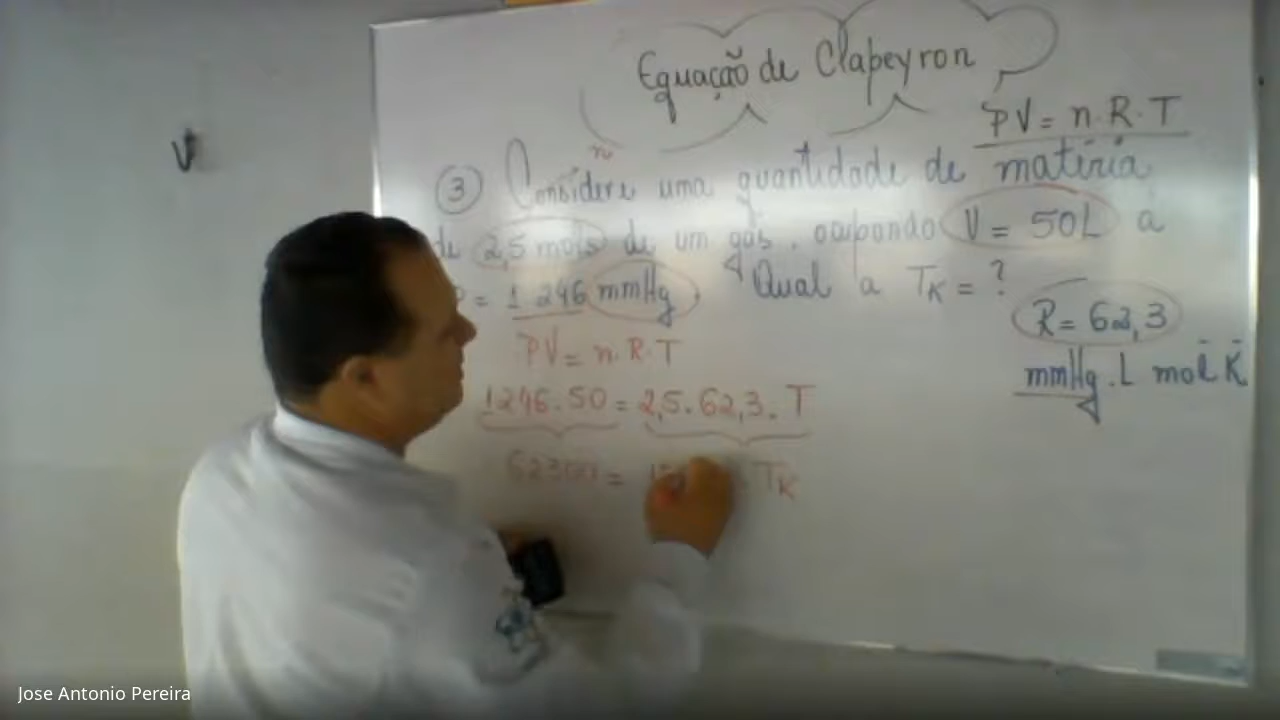 Equação de Clapeyron
PV = n.R.T
n
3 Considere uma quantidade de matéria
de 2,5 mols de um gás, ocupando V = 50L a
P = 1 246 mmHg. Qual a TK = ?
R = 62,3
mmHg.L mol K
PV = n.R.T
1246.50 = 2,5.62,3.T
62300 = TK
Jose Antonio Pereira